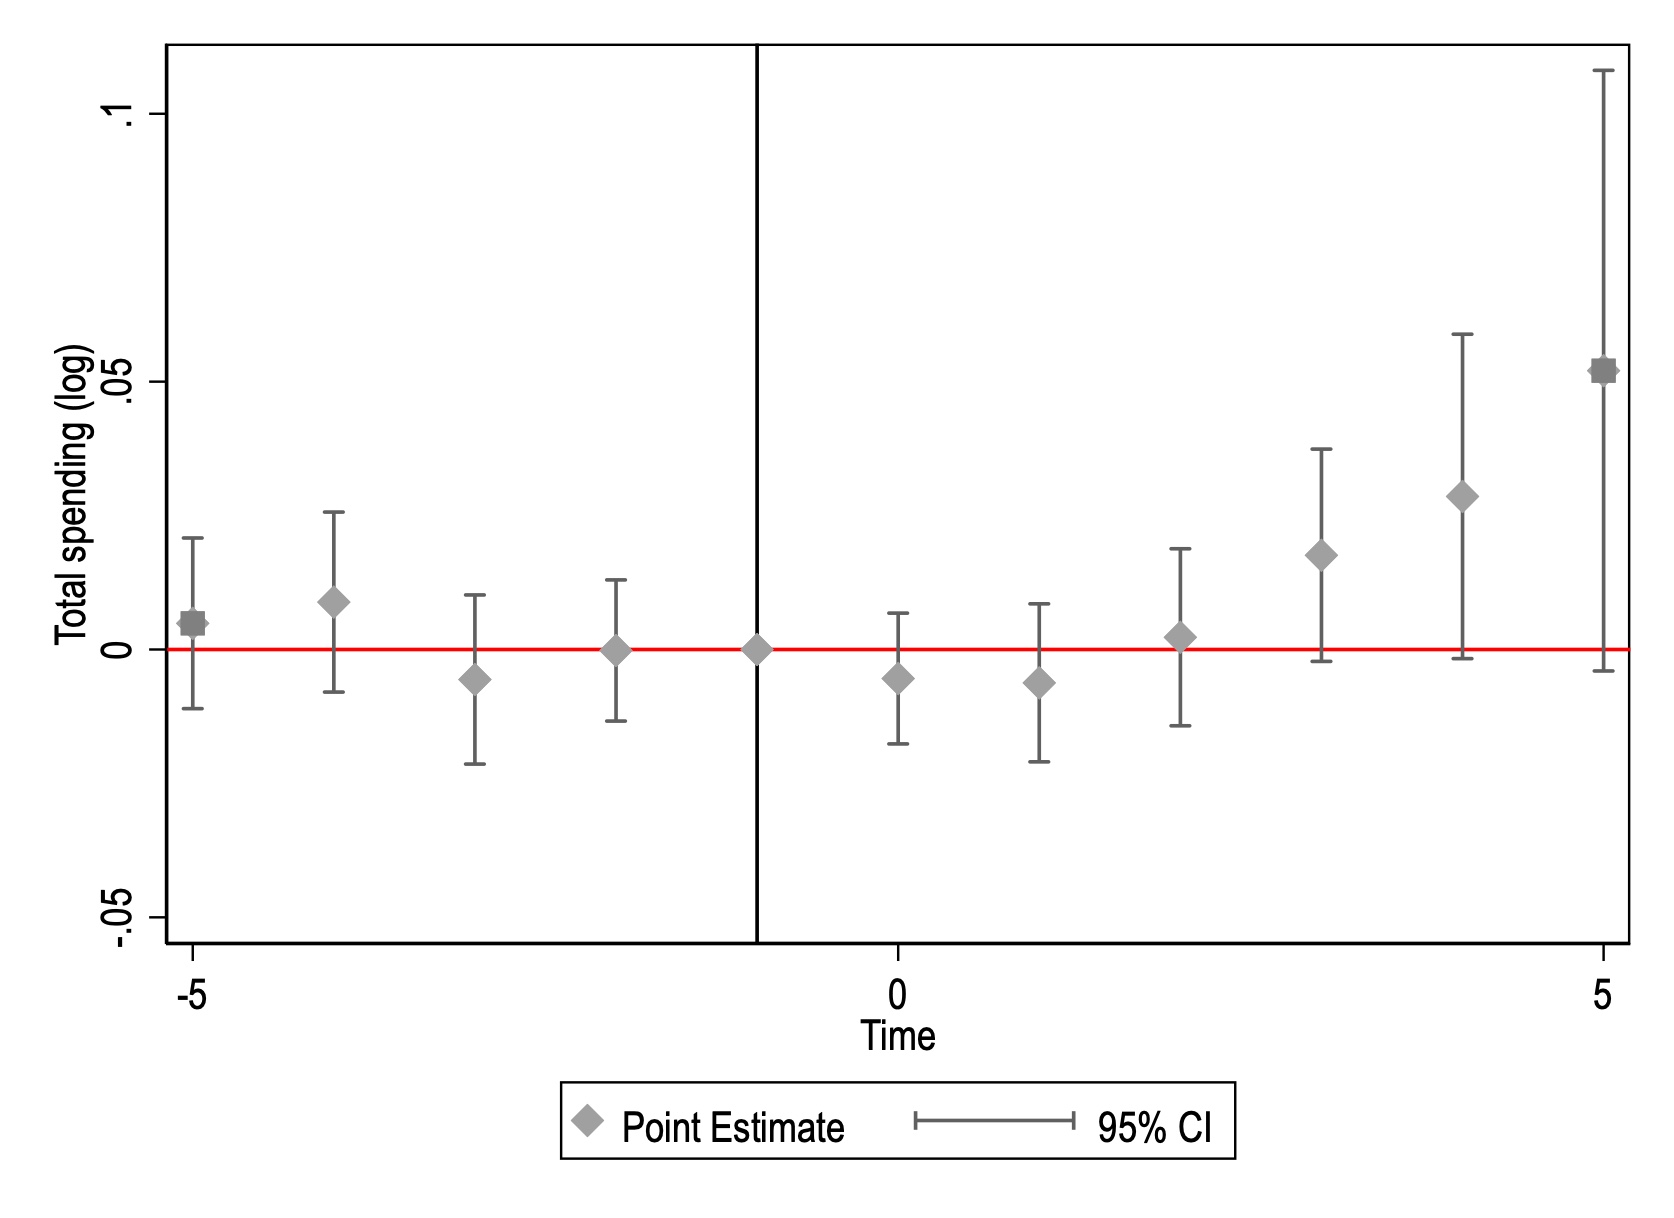 Total spending (log)
.1
.05
0
-.05
-5
0
5
Time
Point Estimate
95% CI